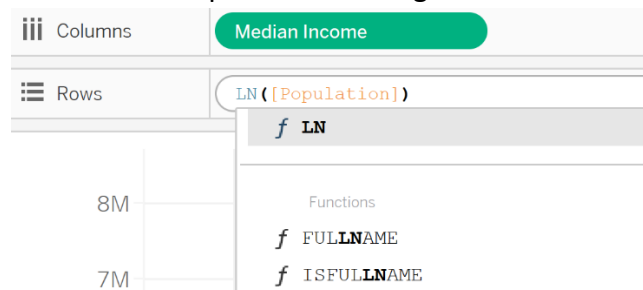 Columns
Median Income
Rows
LN([Population])
f LN
Functions
8M
f FULLNAME
7M
f ISFULLNAME